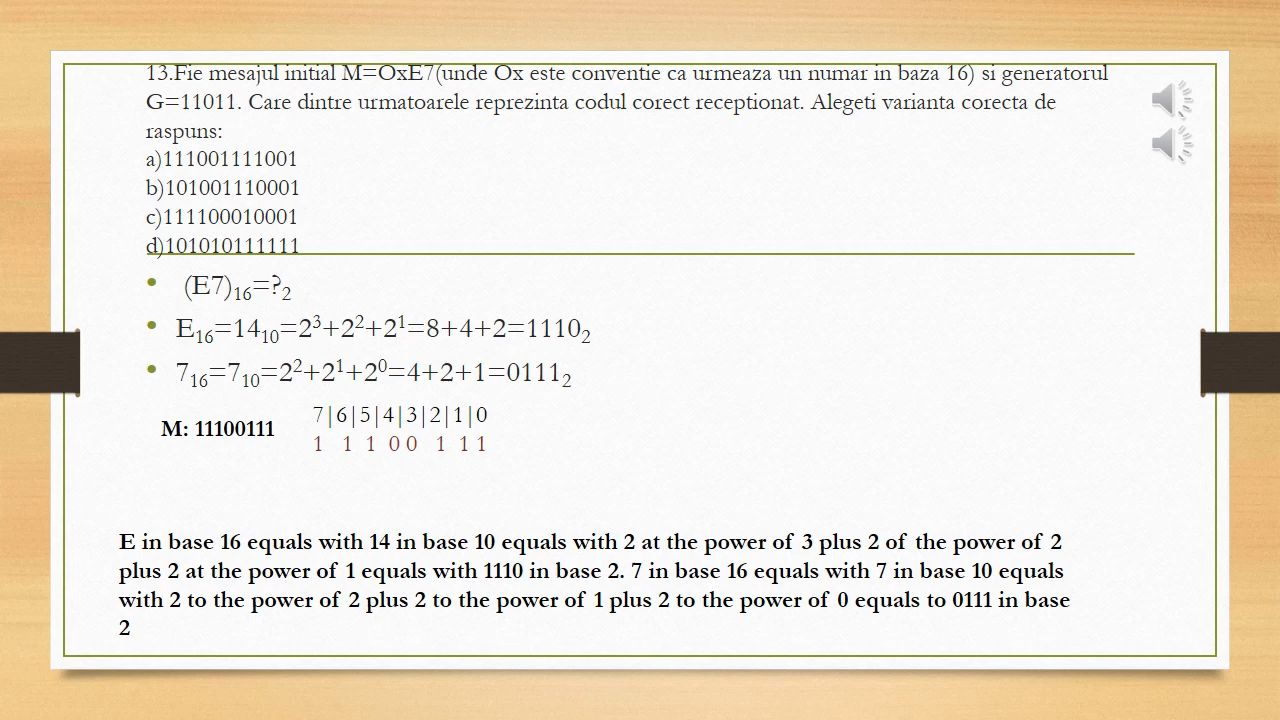 13.Fie mesajul initial M=OxE7(unde Ox este conventie ca urmeaza un numar in baza 16) si generatorul
G=11011. Care dintre urmatoarele reprezinta codul corect receptionat. Alegeti varianta corecta de
raspuns:
a)111001111001
b)101001110001
c)111100010001
d)101010111111
• (E7)₁₆=?₂
• E₁₆=14₁₀=2³+2²+2¹=8+4+2=1110₂
• 7₁₆=7₁₀=2²+2¹+2⁰=4+2+1=0111₂
7|6|5|4|3|2|1|0
M: 11100111
1 1 1 0 0 1 1 1
E in base 16 equals with 14 in base 10 equals with 2 at the power of 3 plus 2 of the power of 2
plus 2 at the power of 1 equals with 1110 in base 2. 7 in base 16 equals with 7 in base 10 equals
with 2 to the power of 2 plus 2 to the power of 1 plus 2 to the power of 0 equals to 0111 in base
2